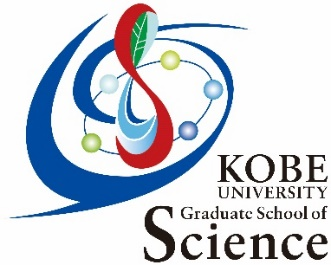 KOBE
UNIVERSITY
Graduate School of
Science